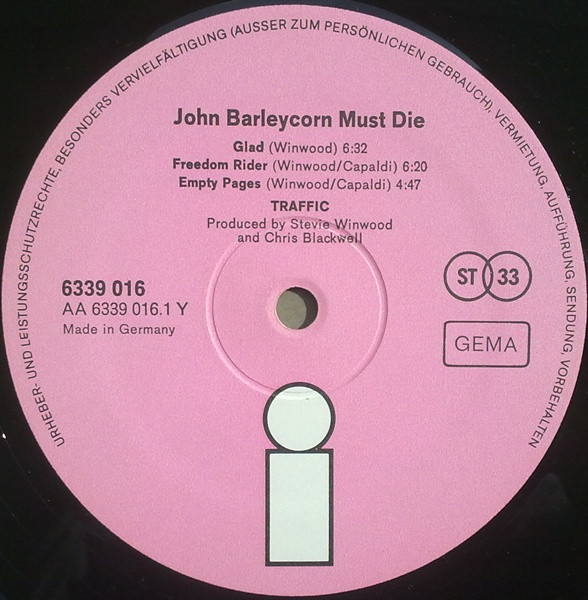 URHEBER- UND LEISTUNGSSCHUTZRECHTE, BESONDERS VERVIELFÄLTIGUNG (AUSSER ZUM PERSÖNLICHEN GEBRAUCH), VERMIETUNG, AUFFÜHRUNG, SENDUNG, VORBEHALTEN
John Barleycorn Must Die
Glad (Winwood) 6:32
Freedom Rider (Winwood/Capaldi) 6:20
Empty Pages (Winwood/Capaldi) 4:47
TRAFFIC
Produced by Stevie Winwood
and Chris Blackwell
6339 016
AA 6339 016.1 Y
Made in Germany
ST 33
GEMA
i